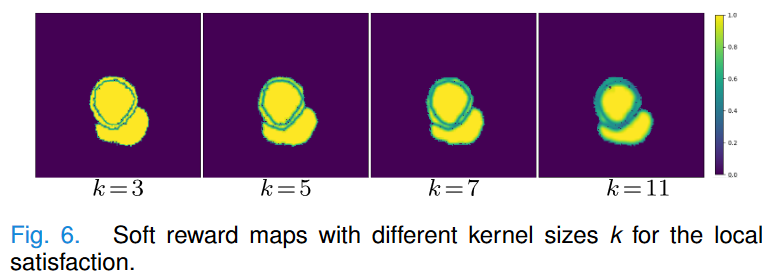 1.0
0.8
0.6
0.4
0.2
0.0
k=3 k=5 k=7 k=11
Fig. 6. Soft reward maps with different kernel sizes k for the local
satisfaction.